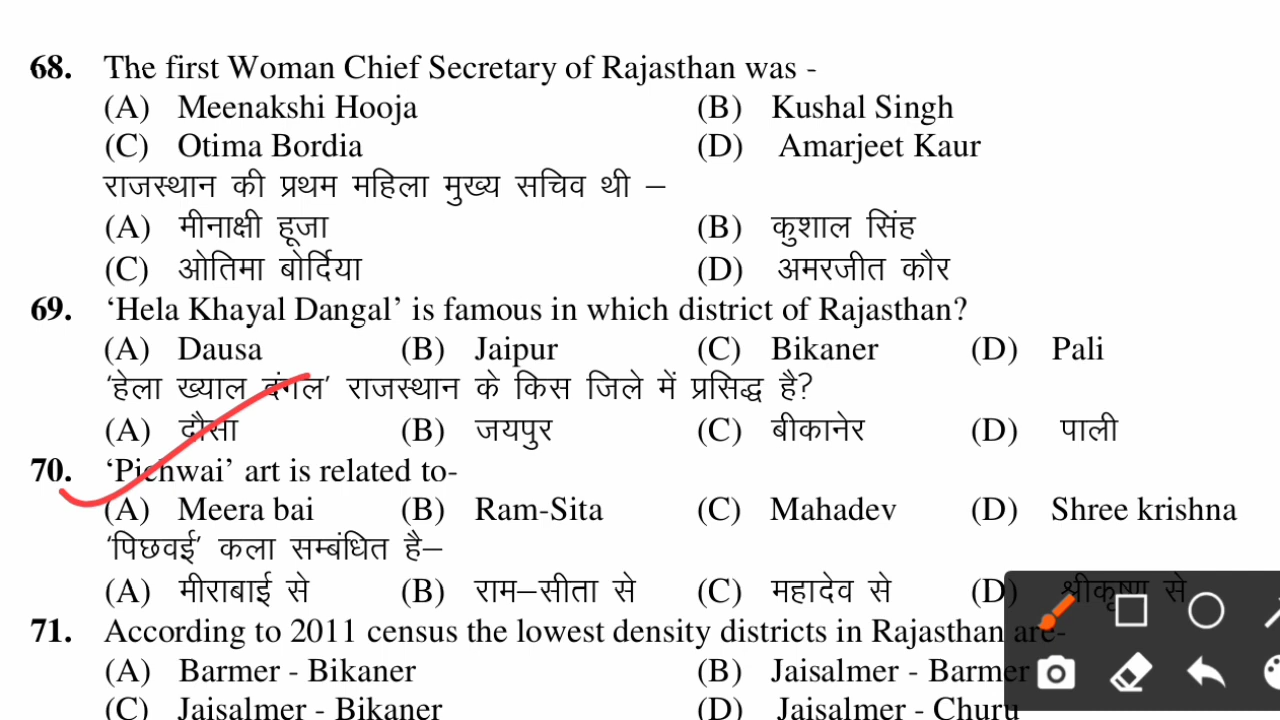 68. The first Woman Chief Secretary of Rajasthan was -
(A) Meenakshi Hooja (B) Kushal Singh
(C) Otima Bordia (D) Amarjeet Kaur
राजस्थान की प्रथम महिला मुख्य सचिव थी –
(A) मीनाक्षी हूजा (B) कुशाल सिंह
(C) ओतिमा बोर्दिया (D) अमरजीत कौर
69. ‘Hela Khayal Dangal’ is famous in which district of Rajasthan?
(A) Dausa (B) Jaipur (C) Bikaner (D) Pali
‘हेला ख्याल दंगल’ राजस्थान के किस जिले में प्रसिद्ध है?
(A) दौसा (B) जयपुर (C) बीकानेर (D) पाली
70. ‘Pichwai’ art is related to-
(A) Meera bai (B) Ram-Sita (C) Mahadev (D) Shree krishna
‘पिछवई’ कला सम्बंधित है–
(A) मीराबाई से (B) राम–सीता से (C) महादेव से (D) श्रीकृष्ण से
71. According to 2011 census the lowest density districts in Rajasthan are-
(A) Barmer - Bikaner (B) Jaisalmer - Barmer
(C) Jaisalmer - Bikaner (D) Jaisalmer - Churu